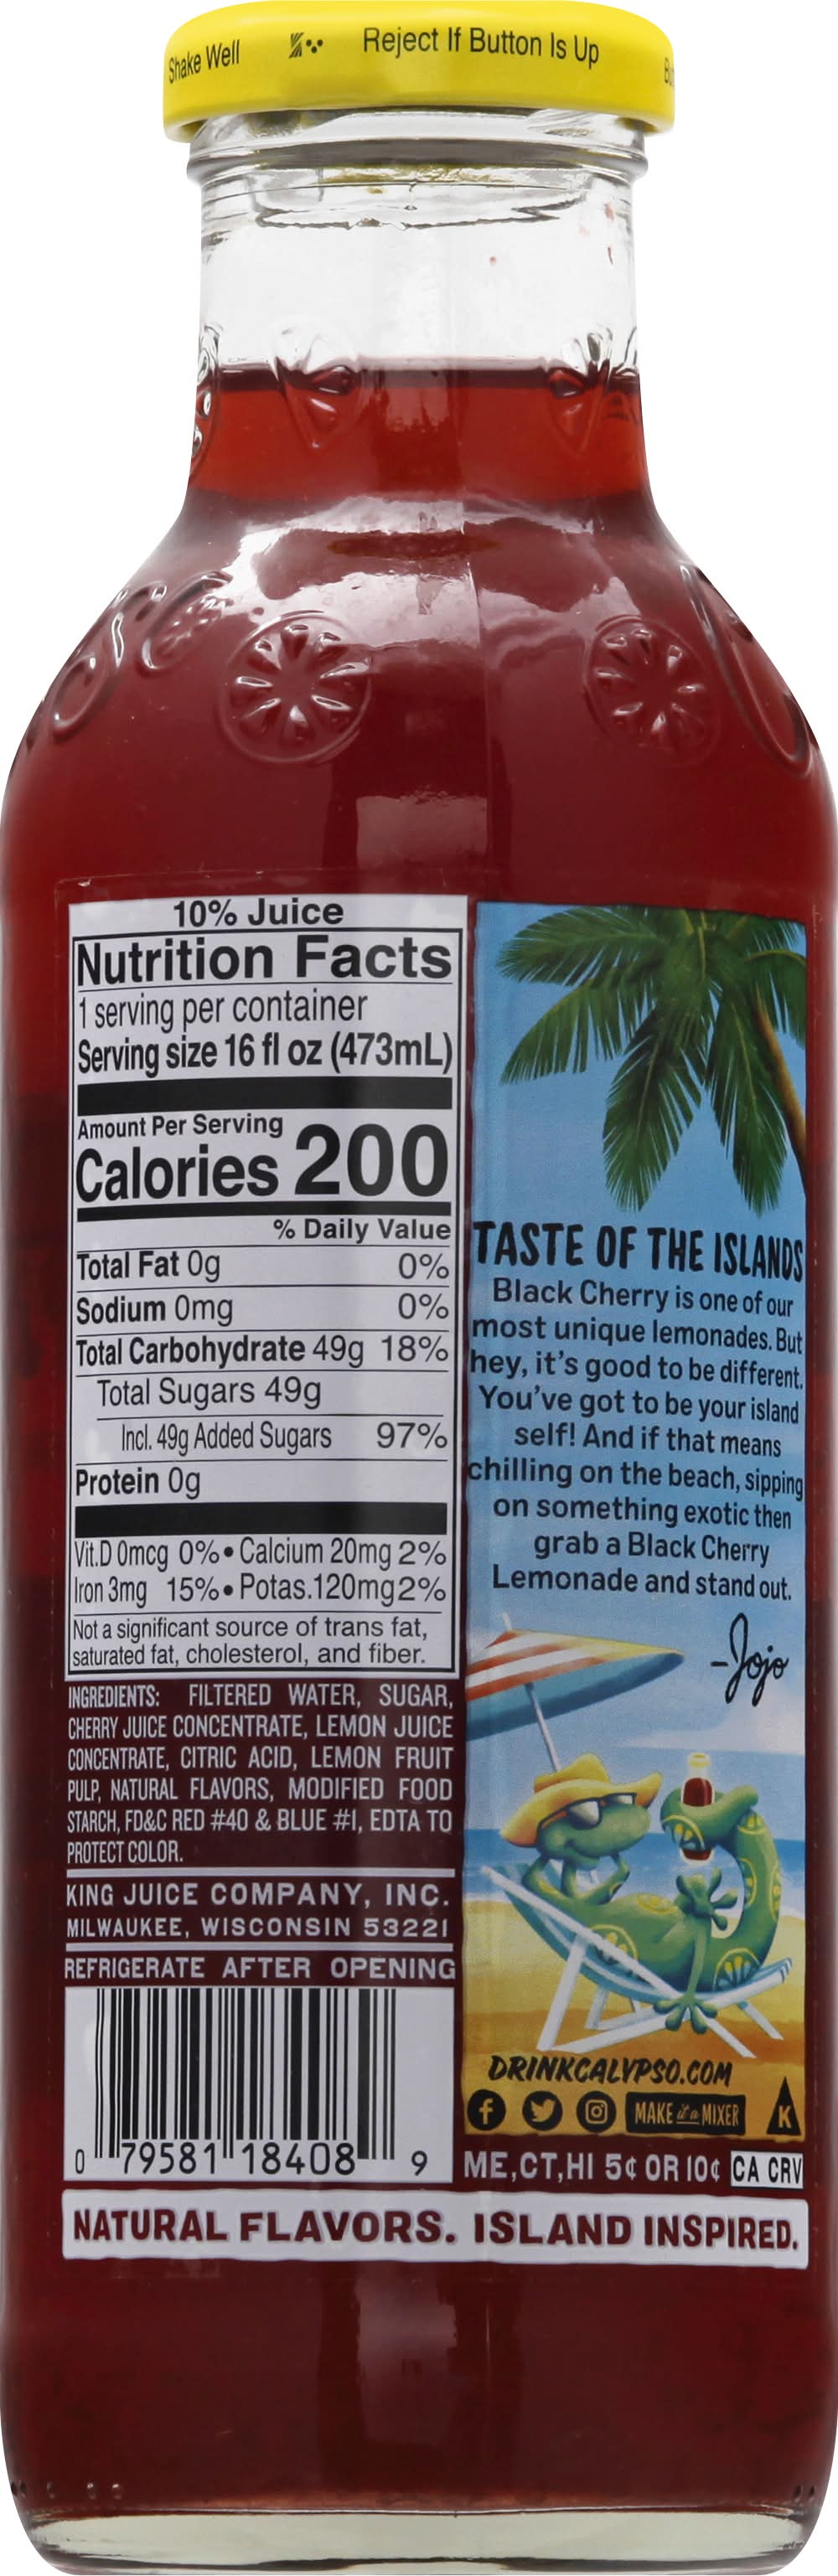 Shake Well
Reject If Button Is Up
10% Juice
Nutrition Facts
1 serving per container
Serving size 16 fl oz (473mL)
Amount Per Serving
Calories 200
% Daily Value
Total Fat 0g 0%
Sodium 0mg 0%
Total Carbohydrate 49g 18%
Total Sugars 49g
Incl. 49g Added Sugars 97%
Protein 0g
Vit.D 0mcg 0% • Calcium 20mg 2%
Iron 3mg 15% • Potas.120mg 2%
Not a significant source of trans fat,
saturated fat, cholesterol, and fiber.
INGREDIENTS: FILTERED WATER, SUGAR,
CHERRY JUICE CONCENTRATE, LEMON JUICE
CONCENTRATE, CITRIC ACID, LEMON FRUIT
PULP, NATURAL FLAVORS, MODIFIED FOOD
STARCH, FD&C RED #40 & BLUE #1, EDTA TO
PROTECT COLOR.
KING JUICE COMPANY, INC.
MILWAUKEE, WISCONSIN 53221
REFRIGERATE AFTER OPENING
0 79581 18408 9
TASTE OF THE ISLANDS
Black Cherry is one of our
most unique lemonades. But
hey, it's good to be different.
You've got to be your island
self! And if that means
chilling on the beach, sipping
on something exotic then
grab a Black Cherry
Lemonade and stand out.
-Jojo
DRINKCALYPSO.COM
MAKE it a MIXER
K
ME,CT,HI 5¢ OR 10¢ CA CRV
NATURAL FLAVORS. ISLAND INSPIRED.